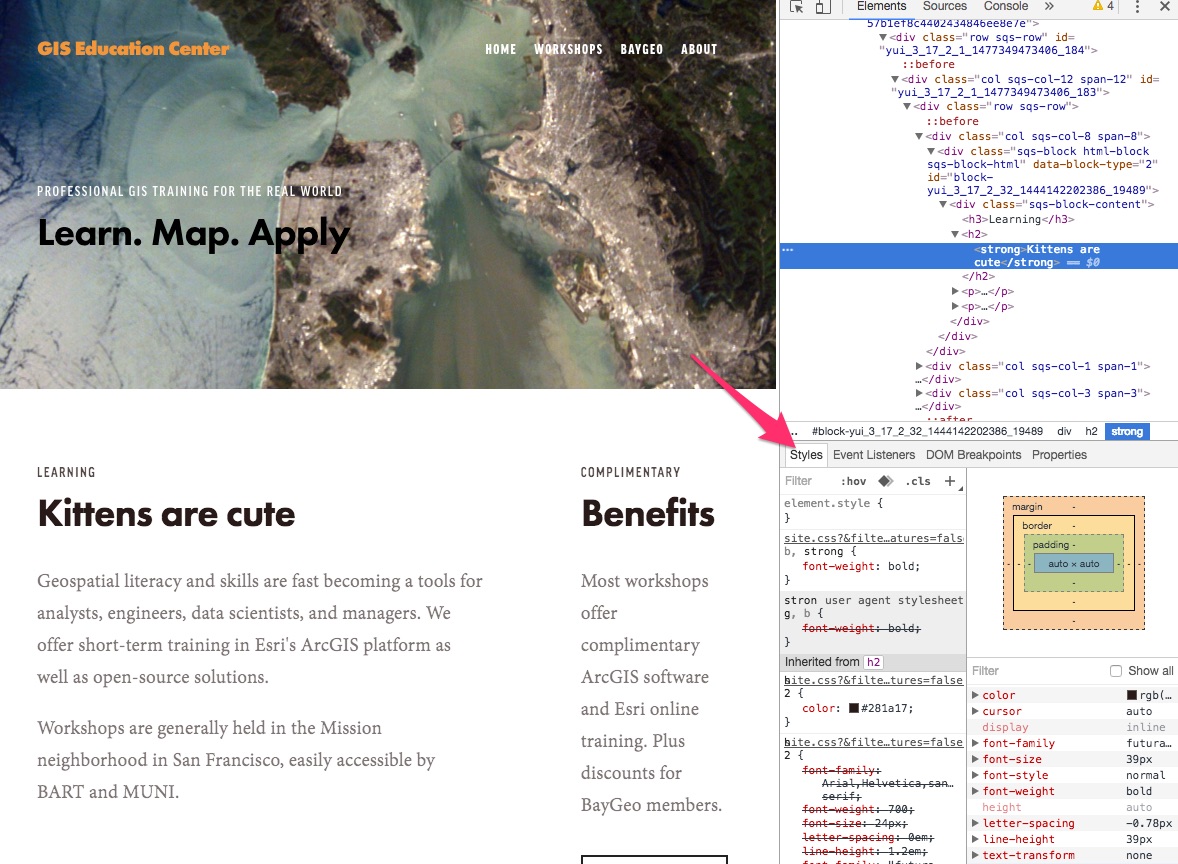 GIS Education Center
HOME WORKSHOPS BAYGEO ABOUT
PROFESSIONAL GIS TRAINING FOR THE REAL WORLD
Learn. Map. Apply
LEARNING
Kittens are cute
Geospatial literacy and skills are fast becoming a tools for
analysts, engineers, data scientists, and managers. We
offer short-term training in Esri's ArcGIS platform as
well as open-source solutions.
Workshops are generally held in the Mission
neighborhood in San Francisco, easily accessible by
BART and MUNI.
COMPLIMENTARY
Benefits
Most workshops
offer
complimentary
ArcGIS software
and Esri online
training. Plus
discounts for
BayGeo members.
Elements Sources Console » 4
57b1ef8c4402434846ee8e7e">
▼<div class="row sqs-row" id=
"yui_3_17_2_1_1477349473406_184">
::before
▼<div class="col sqs-col-12 span-12" id=
"yui_3_17_2_1_1477349473406_183">
▼<div class="row sqs-row">
::before
▼<div class="col sqs-col-8 span-8">
▼<div class="sqs-block html-block
sqs-block-html" data-block-type="2"
id="block-
yui_3_17_2_32_1444142202386_19489">
▼<div class="sqs-block-content">
<h3>Learning</h3>
▼<h2>
<strong>Kittens are
cute</strong> == $0
</h2>
▶<p>…</p>
▶<p>…</p>
</div>
</div>
</div>
▶<div class="col sqs-col-1 span-1">
…</div>
▶<div class="col sqs-col-3 span-3">
…</div>
::after
.. #block-yui_3_17_2_32_1444142202386_19489 div h2 strong
Styles Event Listeners DOM Breakpoints Properties
Filter :hov .cls +
element.style {
}
site.css?&filte…atures=false
b, strong {
font-weight: bold;
}
stron user agent stylesheet
g, b {
font-weight: bold;
}
Inherited from h2
site.css?&filte…tures=false
2 {
color: #281a17;
}
site.css?&filte…tures=false
2 {
font-family:
Arial,Helvetica,san…
serif;
font-weight: 700;
font-size: 24px;
letter-spacing: 0em;
line-height: 1.2em;
margin -
border -
padding -
auto × auto
-
-
-
Filter Show all
▶color rgb(…
▶cursor auto
display inline
▶font-family futura…
▶font-size 39px
▶font-style normal
▶font-weight bold
height auto
▶letter-spacing -0.78px
▶line-height 39px
▶text-transform none